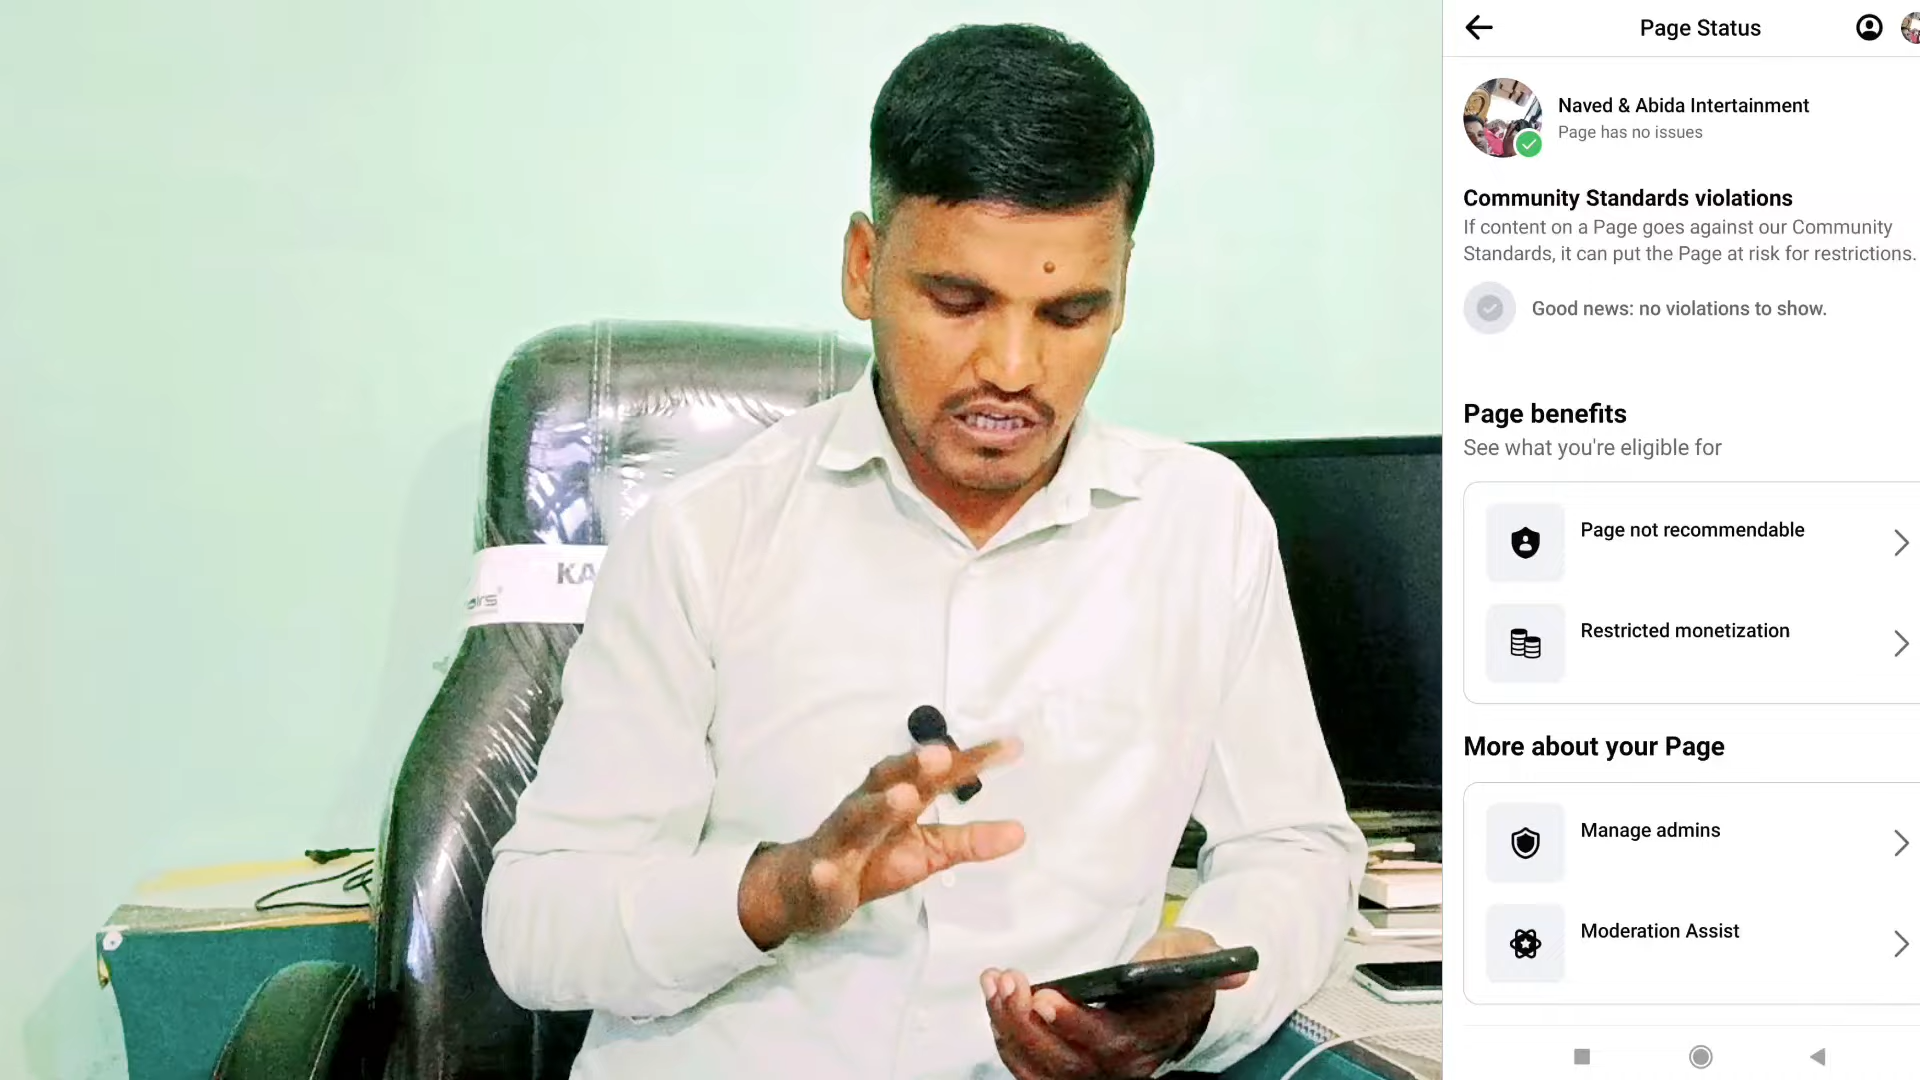 Page Status
Naved & Abida Intertainment
Page has no issues
Community Standards violations
If content on a Page goes against our Community
Standards, it can put the Page at risk for restrictions.
Good news: no violations to show.
Page benefits
See what you're eligible for
Page not recommendable
Restricted monetization
More about your Page
Manage admins
Moderation Assist
KA
airs